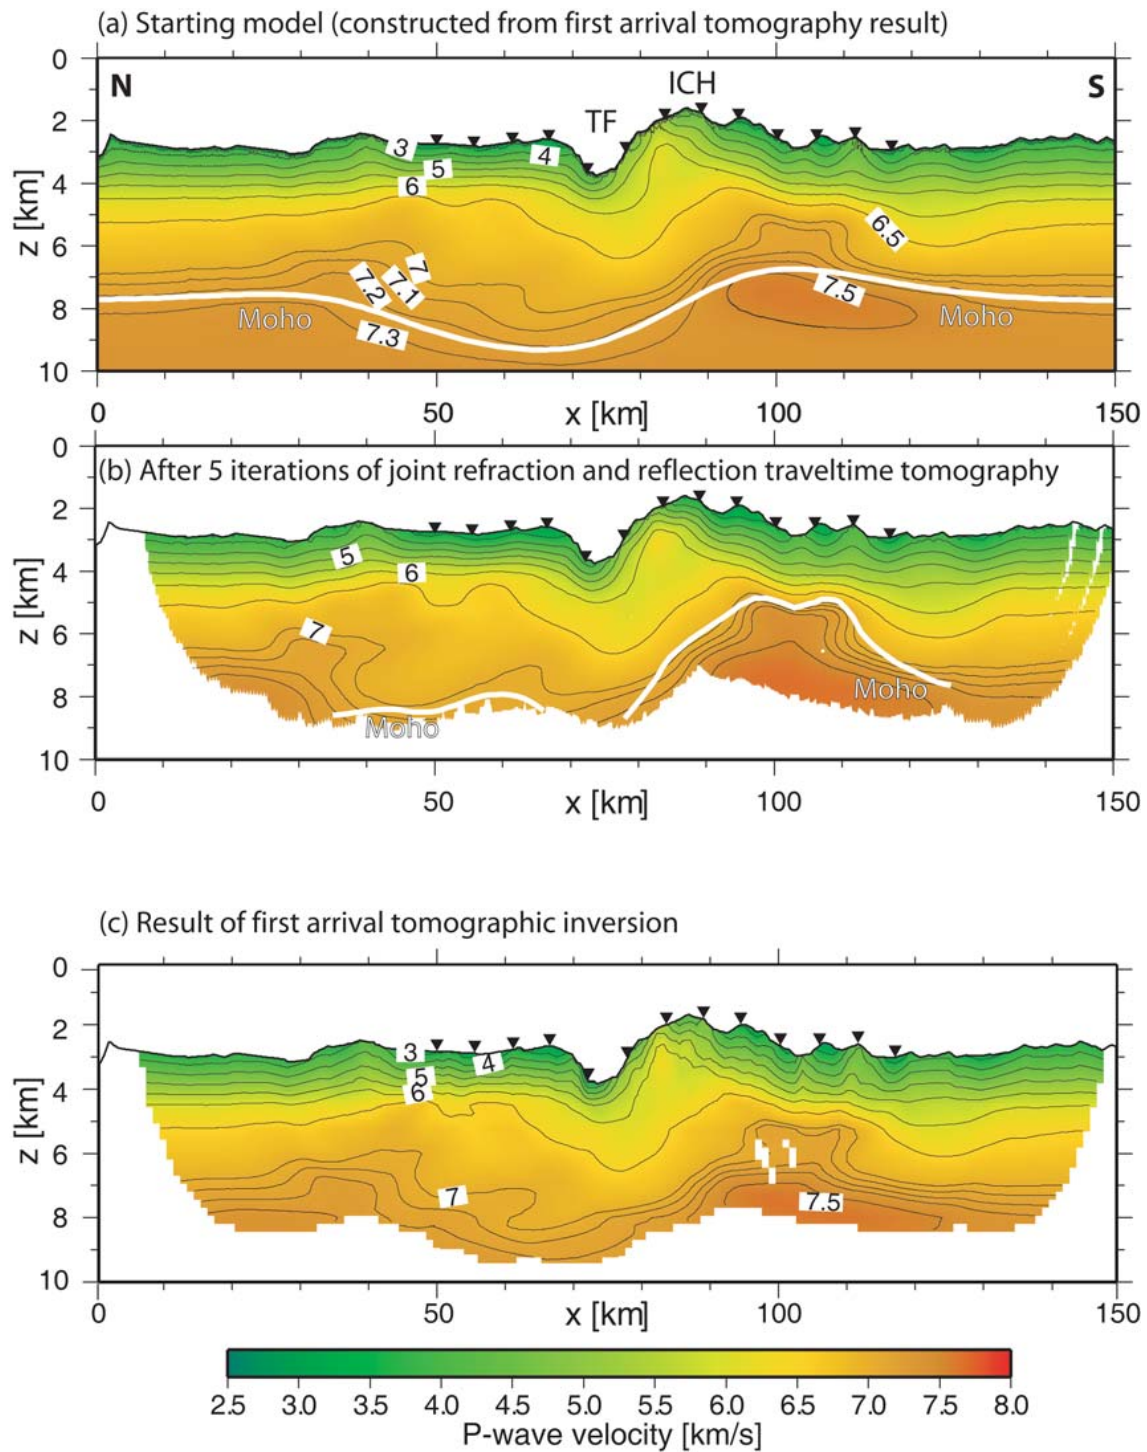 (a) Starting model (constructed from first arrival tomography result)
N
ICH
S
TF
0
2
4
6
8
10
z [km]
3
5
4
6
6.5
7
7.1
7.2
7.3
7.5
Moho
Moho
0
50
x [km]
100
150
(b) After 5 iterations of joint refraction and reflection traveltime tomography
0
2
4
6
8
10
z [km]
5
6
7
Moho
Moho
0
50
x [km]
100
150
(c) Result of first arrival tomographic inversion
0
2
4
6
8
10
z [km]
3
4
5
6
7
7.5
0
50
x [km]
100
150
2.5 3.0 3.5 4.0 4.5 5.0 5.5 6.0 6.5 7.0 7.5 8.0
P-wave velocity [km/s]